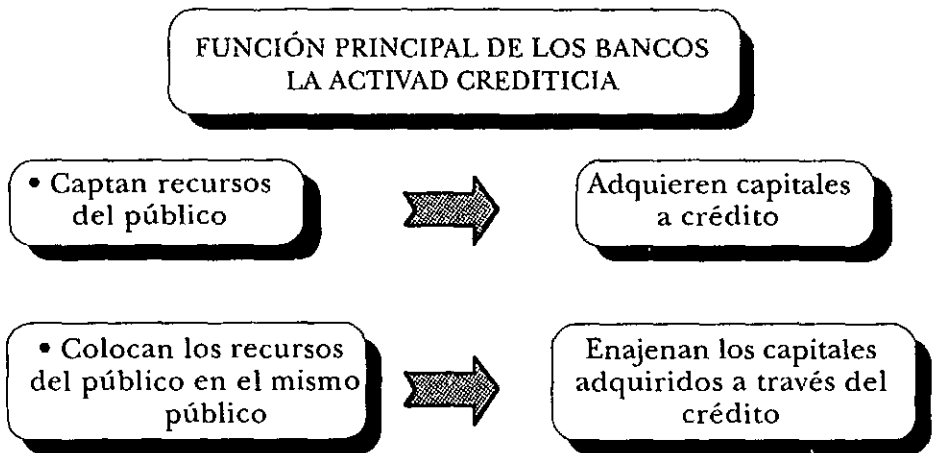 FUNCIÓN PRINCIPAL DE LOS BANCOS
LA ACTIVAD CREDITICIA
• Captan recursos
del público
Adquieren capitales
a crédito
• Colocan los recursos
del público en el mismo
público
Enajenan los capitales
adquiridos a través del
crédito